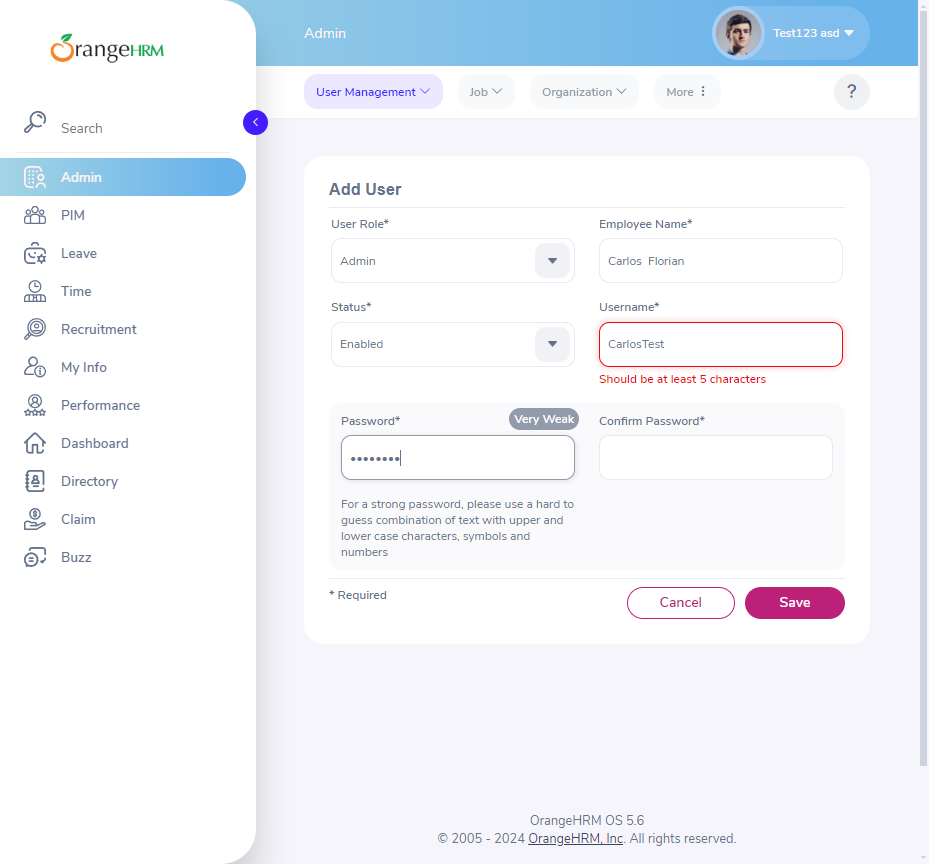 OrangeHRM
Admin
Test123 asd
User Management
Job
Organization
More
?
Search
Admin
PIM
Leave
Time
Recruitment
My Info
Performance
Dashboard
Directory
Claim
Buzz
Add User
User Role*
Employee Name*
Admin
Carlos  Florian
Status*
Username*
Enabled
CarlosTest
Should be at least 5 characters
Password*
Very Weak
Confirm Password*
••••••••
For a strong password, please use a hard to
guess combination of text with upper and
lower case characters, symbols and
numbers
* Required
Cancel
Save
OrangeHRM OS 5.6
© 2005 - 2024 OrangeHRM, Inc. All rights reserved.